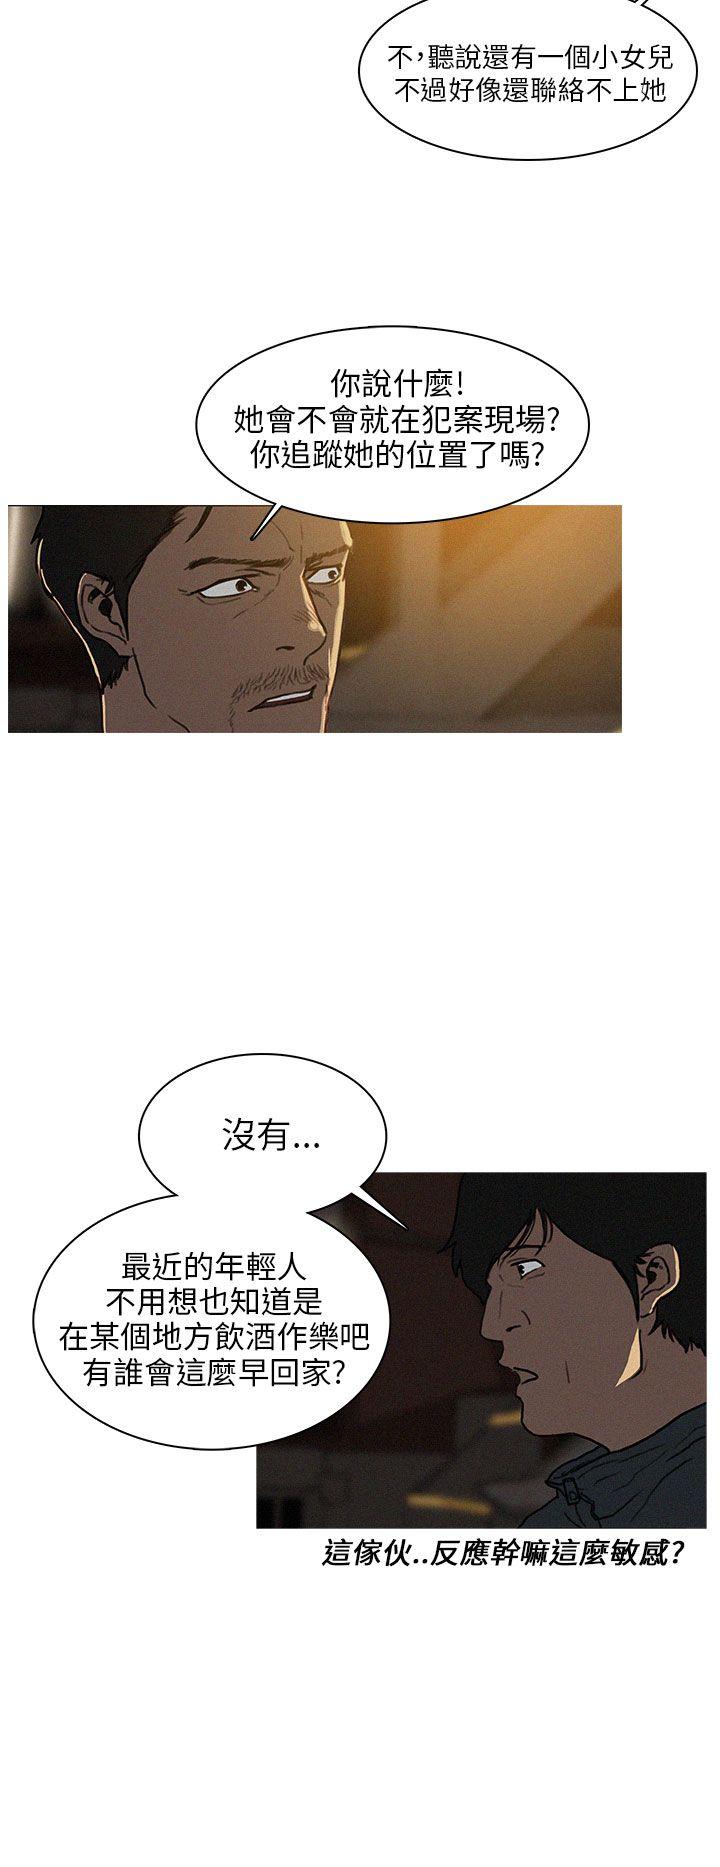 不，聽說還有一個小女兒
不過好像還聯絡不上她
你說什麼!
她會不會就在犯案現場?
你追蹤她的位置了嗎?
沒有...
最近的年輕人
不用想也知道是
在某個地方飲酒作樂吧
有誰會這麼早回家?
這傢伙..反應幹嘛這麼敏感?